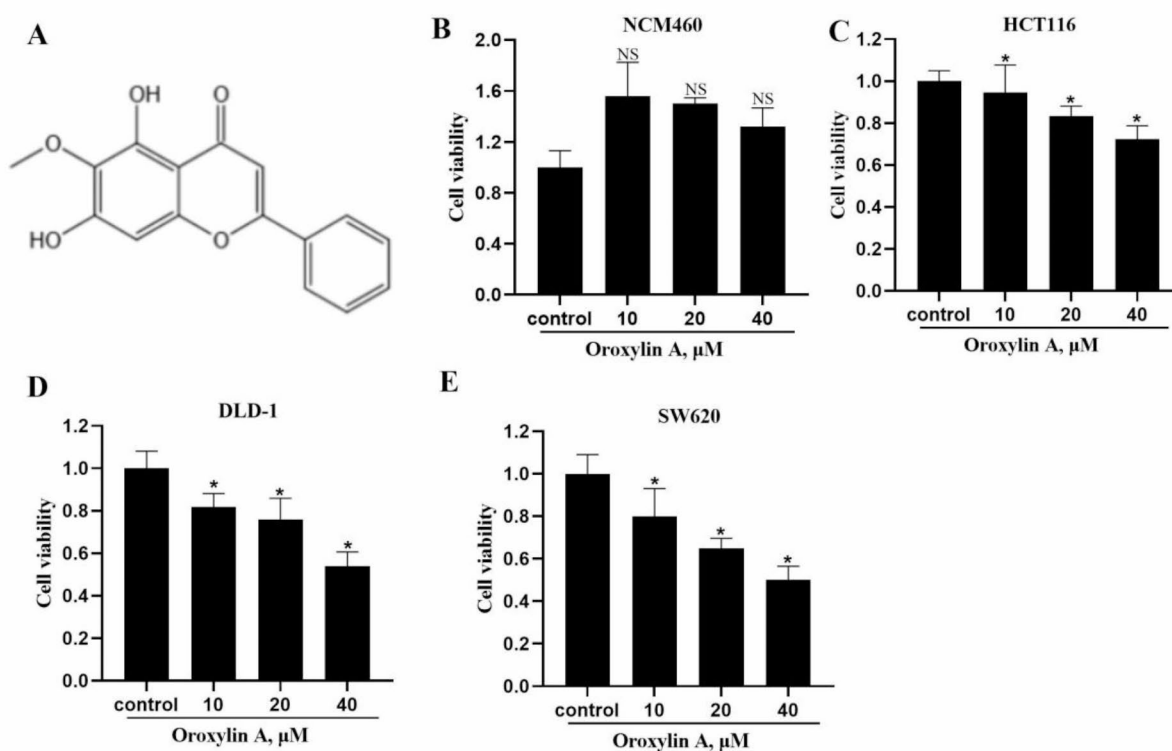 A
OH
O
O
HO
O
B
NCM460
Cell viability
2.0
1.6
1.2
0.8
0.4
0.0
NS
NS
NS
control 10 20 40
Oroxylin A, μM
C
HCT116
Cell viability
1.2
1.0
0.8
0.6
0.4
0.2
0.0
*
*
*
control 10 20 40
Oroxylin A, μM
D
DLD-1
Cell viability
1.2
1.0
0.8
0.6
0.4
0.2
0.0
*
*
*
control 10 20 40
Oroxylin A, μM
E
SW620
Cell viability
1.2
1.0
0.8
0.6
0.4
0.2
0.0
*
*
*
control 10 20 40
Oroxylin A, μM